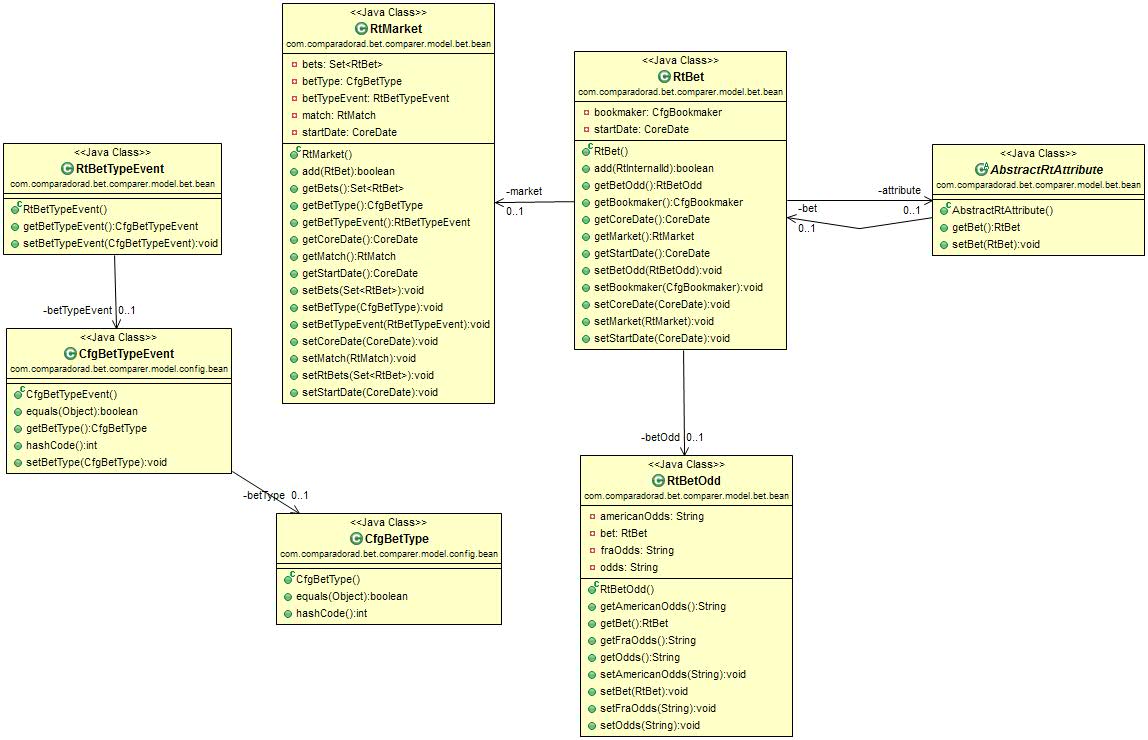 <<Java Class>>
RtMarket
com.comparadorad.bet.comparer.model.bet.bean
bets: Set<RtBet>
betType: CfgBetType
betTypeEvent: RtBetTypeEvent
match: RtMatch
startDate: CoreDate
RtMarket()
add(RtBet):boolean
getBets():Set<RtBet>
getBetType():CfgBetType
getBetTypeEvent():RtBetTypeEvent
getCoreDate():CoreDate
getMatch():RtMatch
getStartDate():CoreDate
setBets(Set<RtBet>):void
setBetType(CfgBetType):void
setBetTypeEvent(RtBetTypeEvent):void
setCoreDate(CoreDate):void
setMatch(RtMatch):void
setRtBets(Set<RtBet>):void
setStartDate(CoreDate):void
<<Java Class>>
RtBet
com.comparadorad.bet.comparer.model.bet.bean
bookmaker: CfgBookmaker
startDate: CoreDate
RtBet()
add(RtInternalId):boolean
getBetOdd():RtBetOdd
getBookmaker():CfgBookmaker
getCoreDate():CoreDate
getMarket():RtMarket
getStartDate():CoreDate
setBetOdd(RtBetOdd):void
setBookmaker(CfgBookmaker):void
setCoreDate(CoreDate):void
setMarket(RtMarket):void
setStartDate(CoreDate):void
<<Java Class>>
RtBetTypeEvent
com.comparadorad.bet.comparer.model.bet.bean
RtBetTypeEvent()
getBetTypeEvent():CfgBetTypeEvent
setBetTypeEvent(CfgBetTypeEvent):void
<<Java Class>>
AbstractRtAttribute
com.comparadorad.bet.comparer.model.bet.bean
AbstractRtAttribute()
getBet():RtBet
setBet(RtBet):void
-market
0..1
-attribute
0..1
-bet
0..1
-betTypeEvent 0..1
<<Java Class>>
CfgBetTypeEvent
com.comparadorad.bet.comparer.model.config.bean
CfgBetTypeEvent()
equals(Object):boolean
getBetType():CfgBetType
hashCode():int
setBetType(CfgBetType):void
-betType 0..1
<<Java Class>>
CfgBetType
com.comparadorad.bet.comparer.model.config.bean
CfgBetType()
equals(Object):boolean
hashCode():int
-betOdd 0..1
<<Java Class>>
RtBetOdd
com.comparadorad.bet.comparer.model.bet.bean
americanOdds: String
bet: RtBet
fraOdds: String
odds: String
RtBetOdd()
getAmericanOdds():String
getBet():RtBet
getFraOdds():String
getOdds():String
setAmericanOdds(String):void
setBet(RtBet):void
setFraOdds(String):void
setOdds(String):void